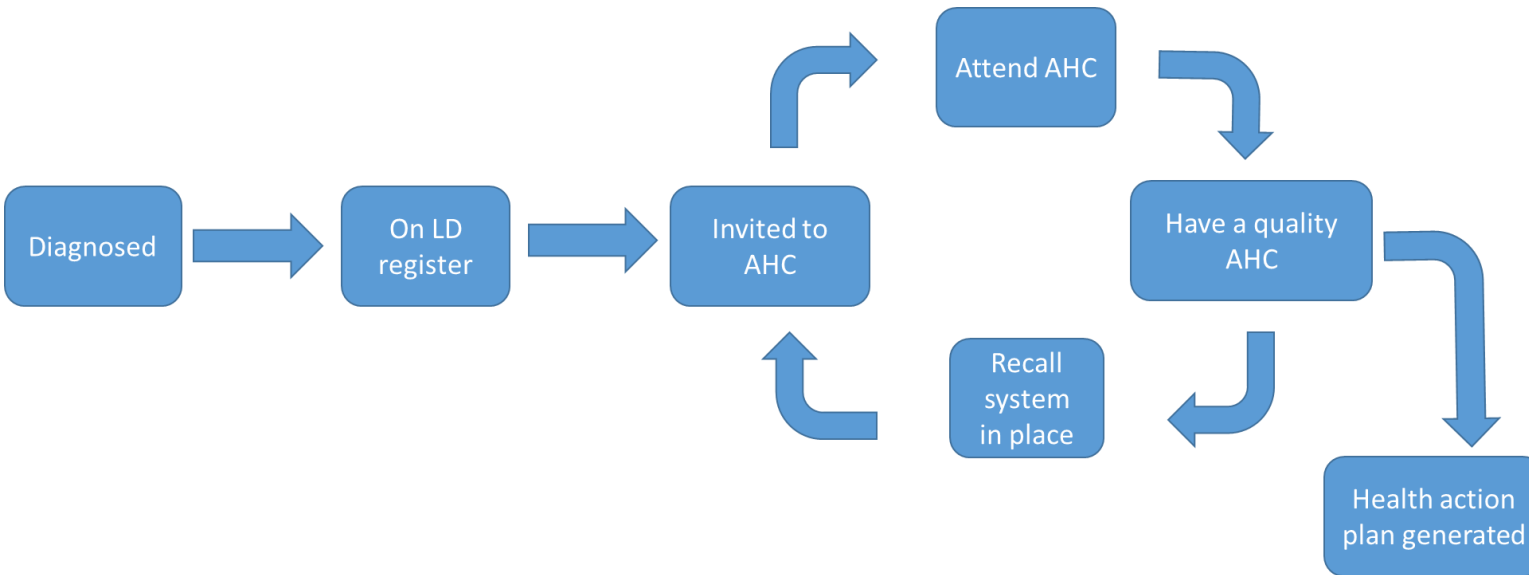 Diagnosed
On LD
register
Invited to
AHC
Attend AHC
Have a quality
AHC
Recall
system
in place
Health action
plan generated